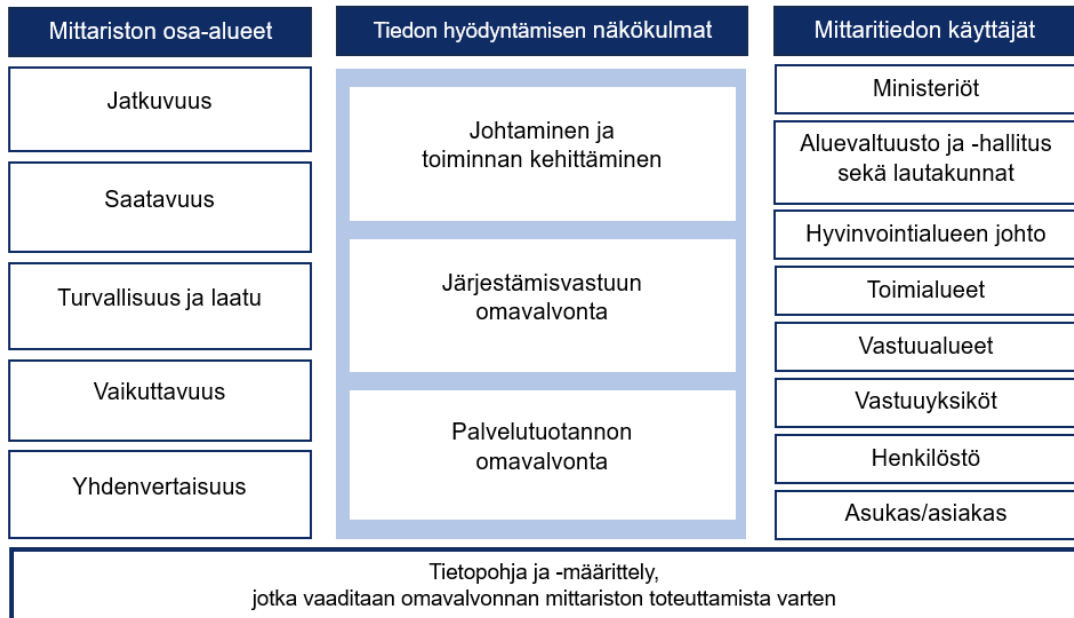 Mittariston osa-alueet
Jatkuvuus
Saatavuus
Turvallisuus ja laatu
Vaikuttavuus
Yhdenvertaisuus
Tiedon hyödyntämisen näkökulmat
Johtaminen ja
toiminnan kehittäminen
Järjestämisvastuun
omavalvonta
Palvelutuotannon
omavalvonta
Mittaritiedon käyttäjät
Ministeriöt
Aluevaltuusto ja -hallitus
sekä lautakunnat
Hyvinvointialueen johto
Toimialueet
Vastuualueet
Vastuuyksiköt
Henkilöstö
Asukas/asiakas
Tietopohja ja -määrittely,
jotka vaaditaan omavalvonnan mittariston toteuttamista varten